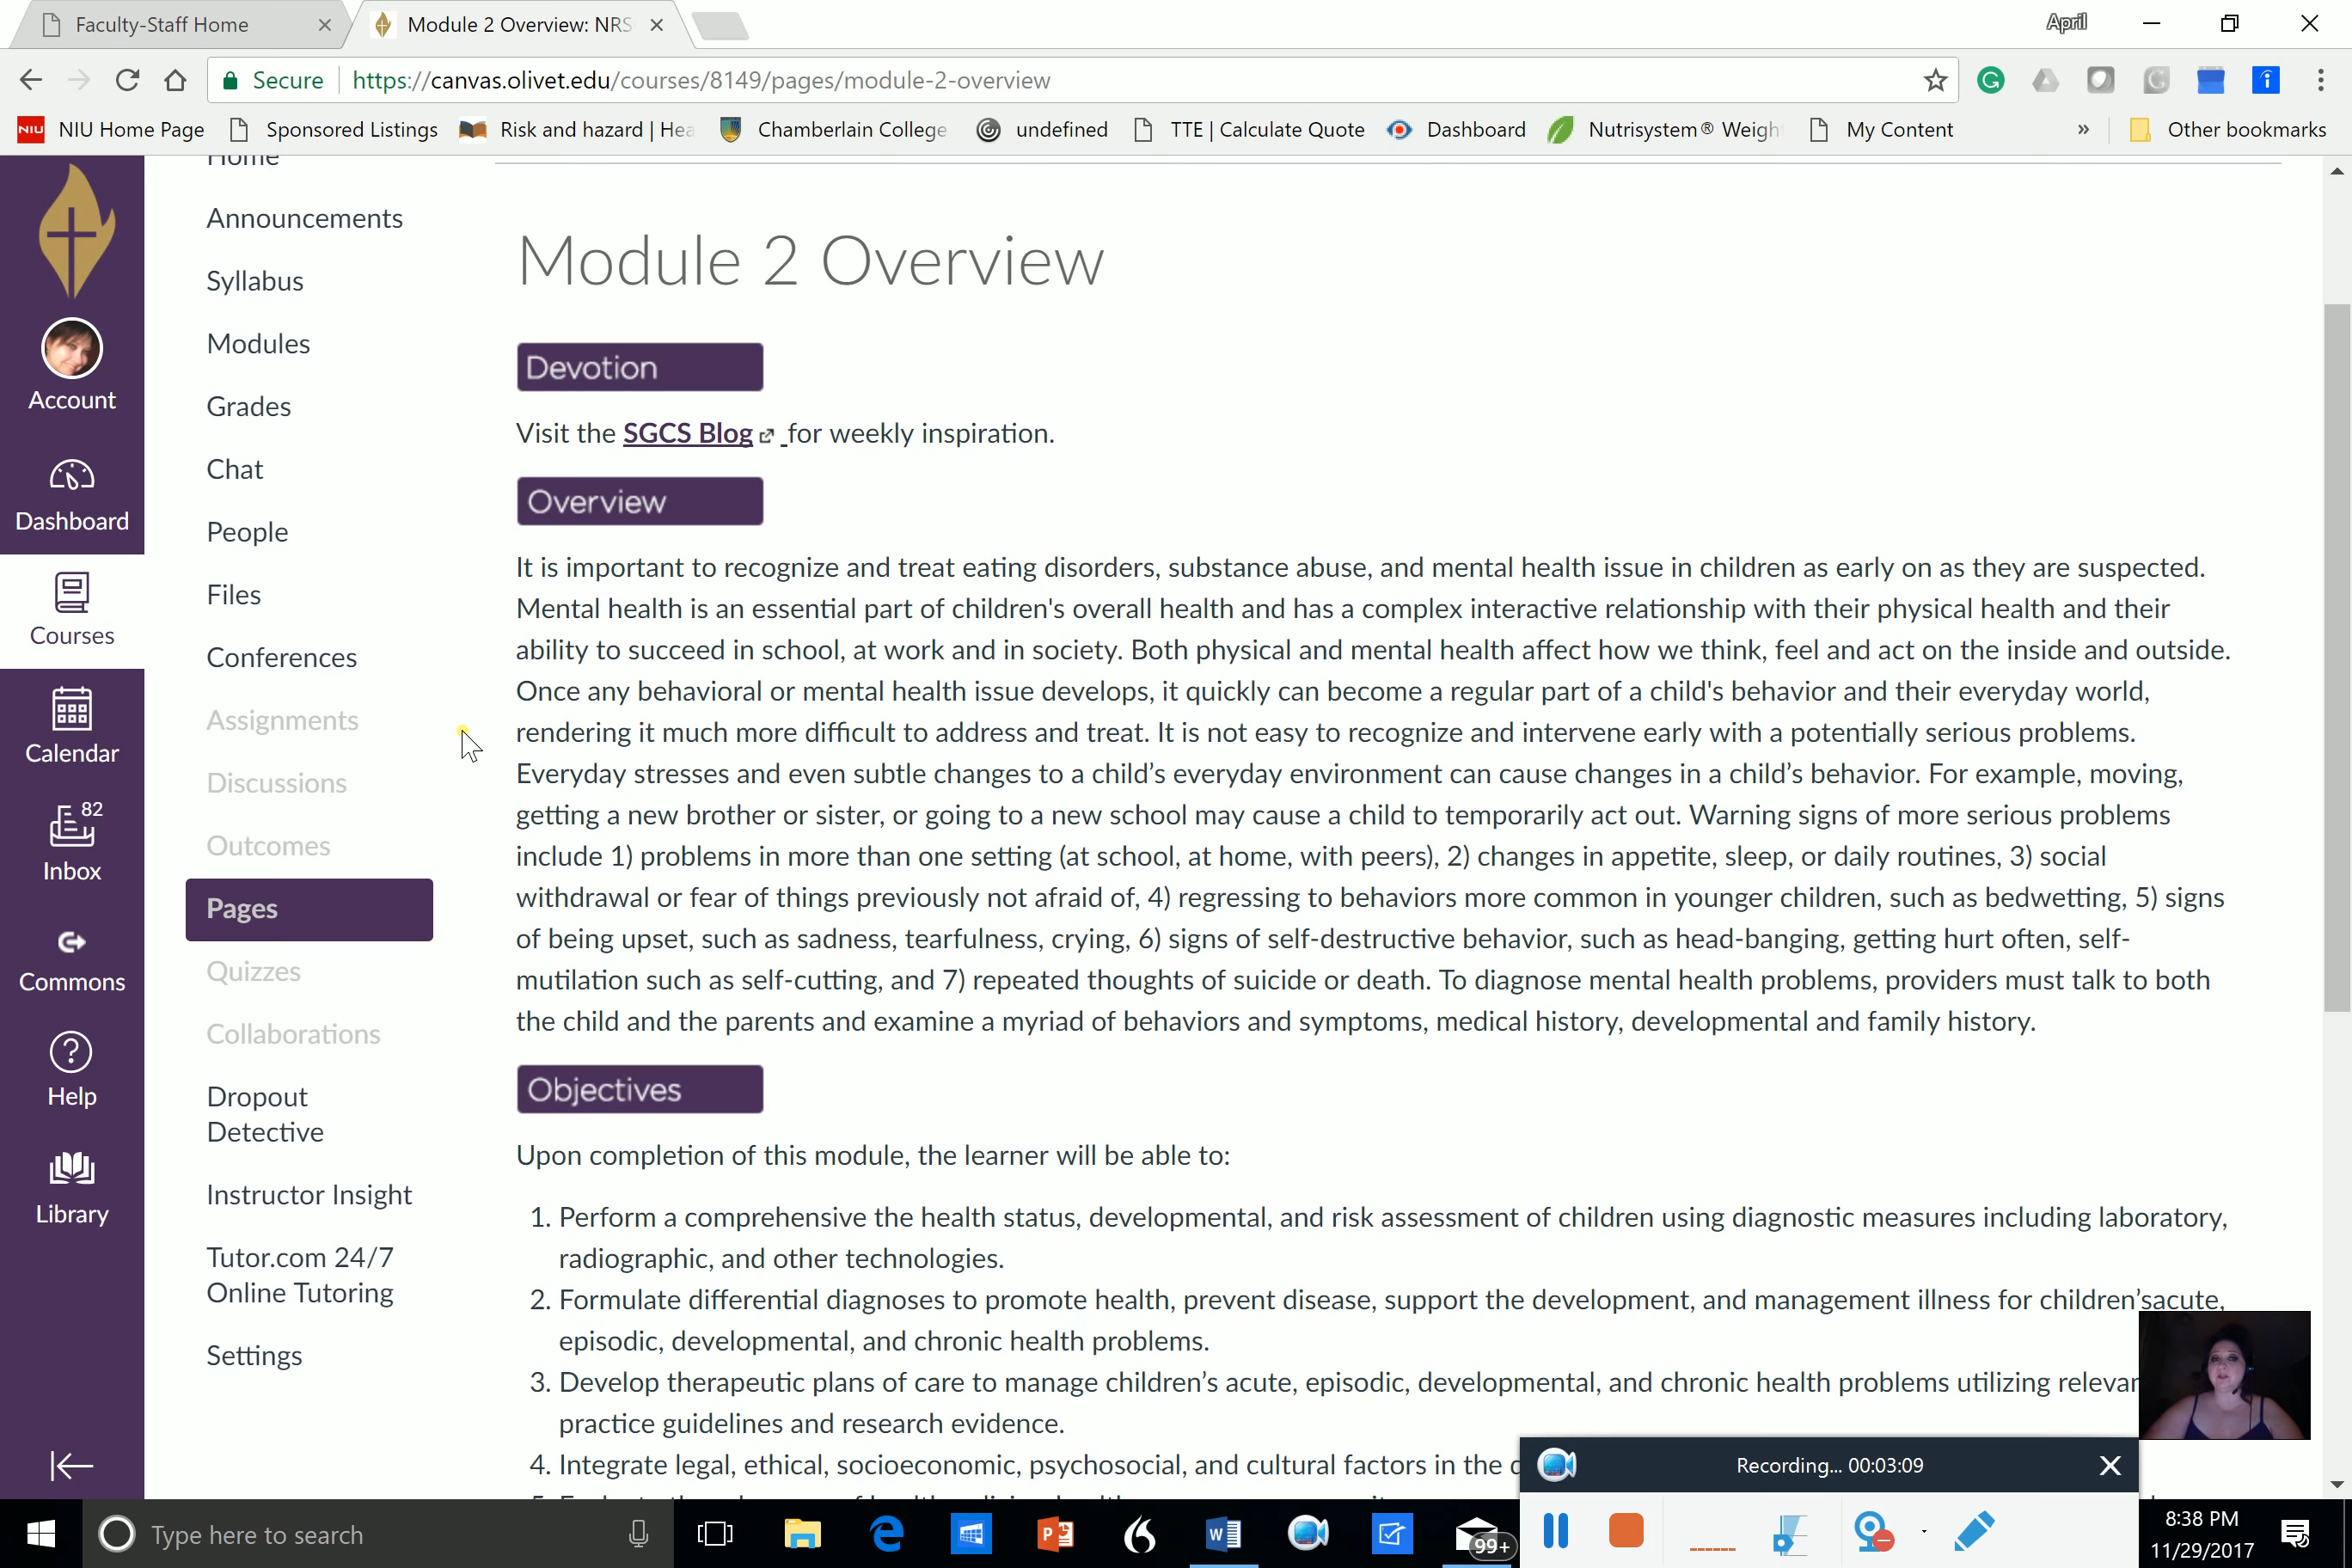 Faculty-Staff Home
Module 2 Overview: NRS
April
Secure
https://canvas.olivet.edu/courses/8149/pages/module-2-overview
NIU
NIU Home Page
Sponsored Listings
Risk and hazard | Hea
Chamberlain College
undefined
TTE | Calculate Quote
Dashboard
Nutrisystem® Weigh
My Content
»
Other bookmarks
Account
Dashboard
Courses
Calendar
82
Inbox
Commons
Help
Library
Home
Announcements
Syllabus
Modules
Grades
Chat
People
Files
Conferences
Assignments
Discussions
Outcomes
Pages
Quizzes
Collaborations
Dropout
Detective
Instructor Insight
Tutor.com 24/7
Online Tutoring
Settings
Module 2 Overview
Devotion
Visit the SGCS Blog for weekly inspiration.
Overview
It is important to recognize and treat eating disorders, substance abuse, and mental health issue in children as early on as they are suspected.
Mental health is an essential part of children's overall health and has a complex interactive relationship with their physical health and their
ability to succeed in school, at work and in society. Both physical and mental health affect how we think, feel and act on the inside and outside.
Once any behavioral or mental health issue develops, it quickly can become a regular part of a child's behavior and their everyday world,
rendering it much more difficult to address and treat. It is not easy to recognize and intervene early with a potentially serious problems.
Everyday stresses and even subtle changes to a child’s everyday environment can cause changes in a child’s behavior. For example, moving,
getting a new brother or sister, or going to a new school may cause a child to temporarily act out. Warning signs of more serious problems
include 1) problems in more than one setting (at school, at home, with peers), 2) changes in appetite, sleep, or daily routines, 3) social
withdrawal or fear of things previously not afraid of, 4) regressing to behaviors more common in younger children, such as bedwetting, 5) signs
of being upset, such as sadness, tearfulness, crying, 6) signs of self-destructive behavior, such as head-banging, getting hurt often, self-
mutilation such as self-cutting, and 7) repeated thoughts of suicide or death. To diagnose mental health problems, providers must talk to both
the child and the parents and examine a myriad of behaviors and symptoms, medical history, developmental and family history.
Objectives
Upon completion of this module, the learner will be able to:
1. Perform a comprehensive the health status, developmental, and risk assessment of children using diagnostic measures including laboratory,
radiographic, and other technologies.
2. Formulate differential diagnoses to promote health, prevent disease, support the development, and management illness for children’sacute,
episodic, developmental, and chronic health problems.
3. Develop therapeutic plans of care to manage children’s acute, episodic, developmental, and chronic health problems utilizing relevan
practice guidelines and research evidence.
4. Integrate legal, ethical, socioeconomic, psychosocial, and cultural factors in the
Recording... 00:03:09
Type here to search
99+
8:38 PM
11/29/2017